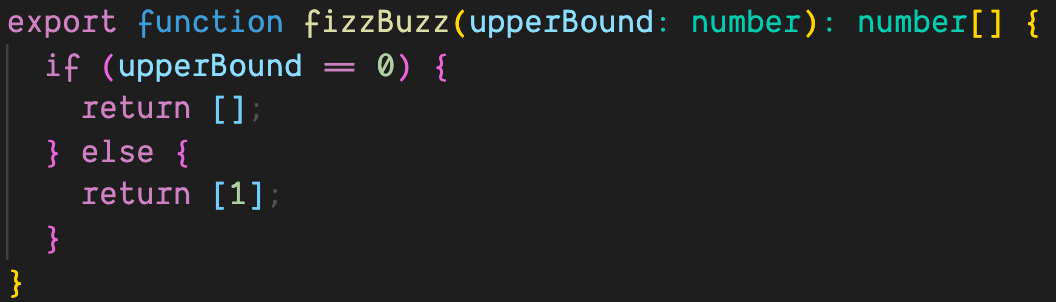 export function fizzBuzz(upperBound: number): number[] {
  if (upperBound == 0) {
    return [];
  } else {
    return [1];
  }
}